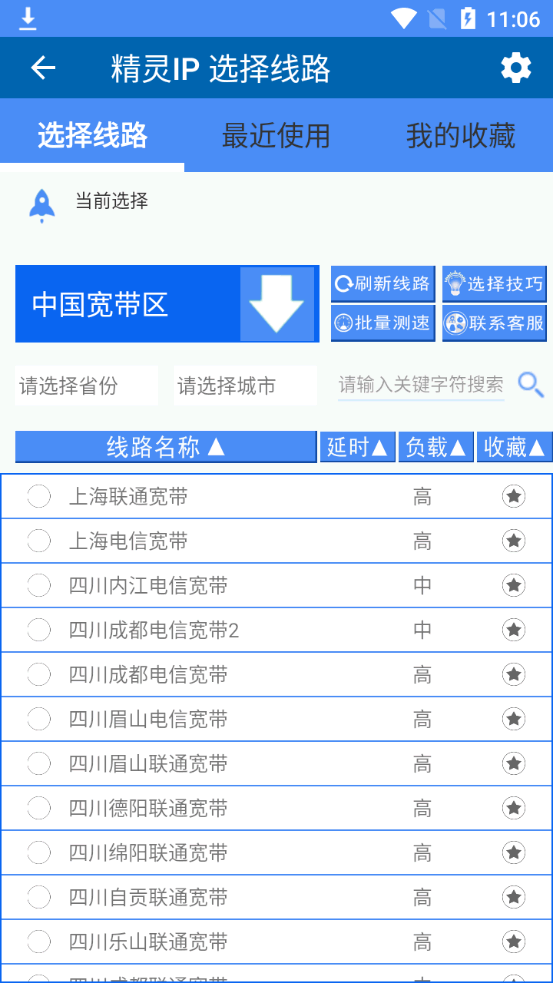 11:06
精灵IP 选择线路
选择线路 最近使用 我的收藏
当前选择
中国宽带区
刷新线路 选择技巧
批量测速 联系客服
请选择省份 请选择城市 请输入关键字符搜索
线路名称▲ 延时▲ 负载▲ 收藏▲
上海联通宽带 高
上海电信宽带 高
四川内江电信宽带 中
四川成都电信宽带2 中
四川成都电信宽带 高
四川眉山电信宽带 高
四川眉山联通宽带 高
四川德阳联通宽带 高
四川绵阳联通宽带 高
四川自贡联通宽带 高
四川乐山联通宽带 高